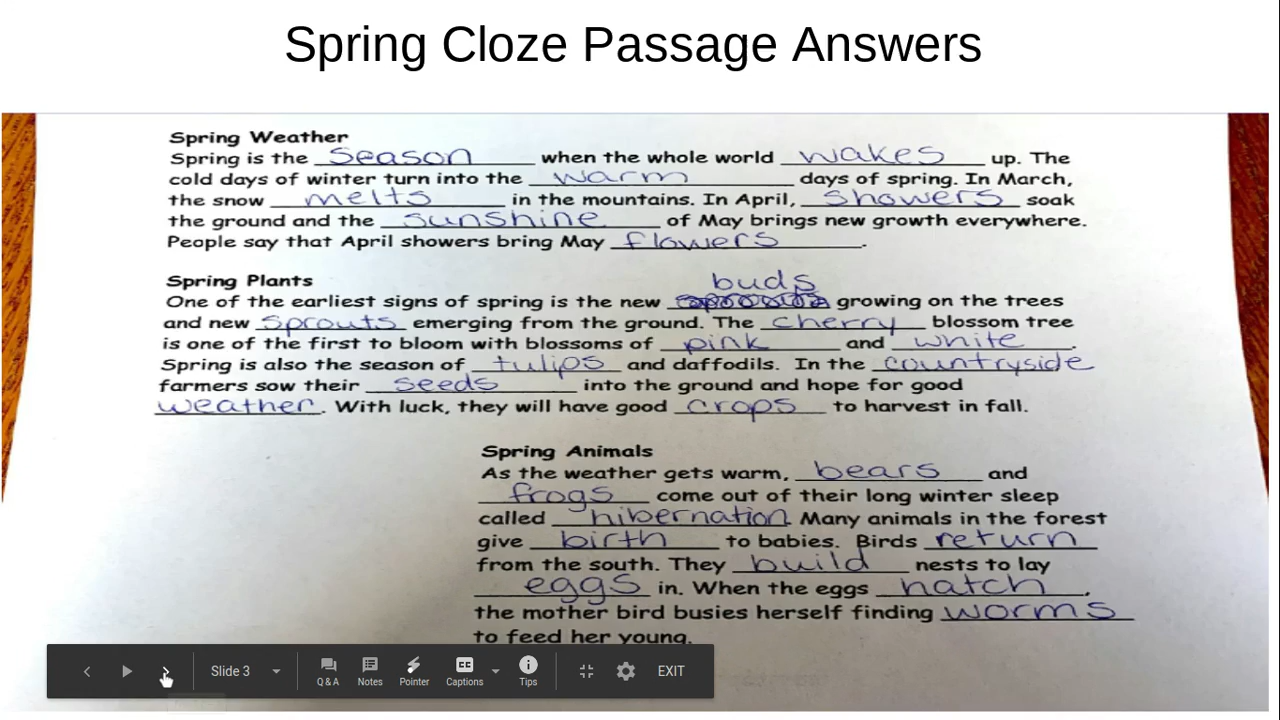 Spring Cloze Passage Answers
Spring Weather
Spring is the season when the whole world wakes up. The
cold days of winter turn into the warm days of spring. In March,
the snow melts in the mountains. In April, showers soak
the ground and the sunshine of May brings new growth everywhere.
People say that April showers bring May flowers.
Spring Plants
buds
One of the earliest signs of spring is the new growing on the trees
and new sprouts emerging from the ground. The cherry blossom tree
is one of the first to bloom with blossoms of pink and white.
Spring is also the season of tulips and daffodils. In the countryside
farmers sow their seeds into the ground and hope for good
weather. With luck, they will have good crops to harvest in fall.
Spring Animals
As the weather gets warm, bears and
frogs come out of their long winter sleep
called hibernation. Many animals in the forest
give birth to babies. Birds return
from the south. They build nests to lay
eggs in. When the eggs hatch,
the mother bird busies herself finding worms
to feed her young.
Slide 3 Q&A Notes Pointer CC Captions Tips EXIT